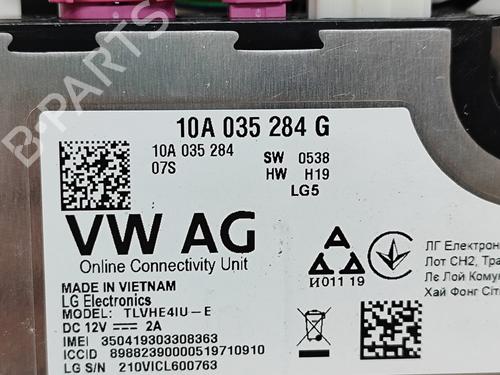 B-PARTS
10A 035 284 G
10A 035 284 SW 0538
07S HW H19
LG5
VW AG
Online Connectivity Unit
MADE IN VIETNAM
LG Electronics
MODEL: TLVHE4IU-E
DC 12V 2A
IMEI 350419303308363
ICCID 89882390000519710910
LG S/N 210VICL600763
И011 19
ЛГ Електронік
Лот СН2, Тра
Ле Лой Кому
Хай Фонг Сіті